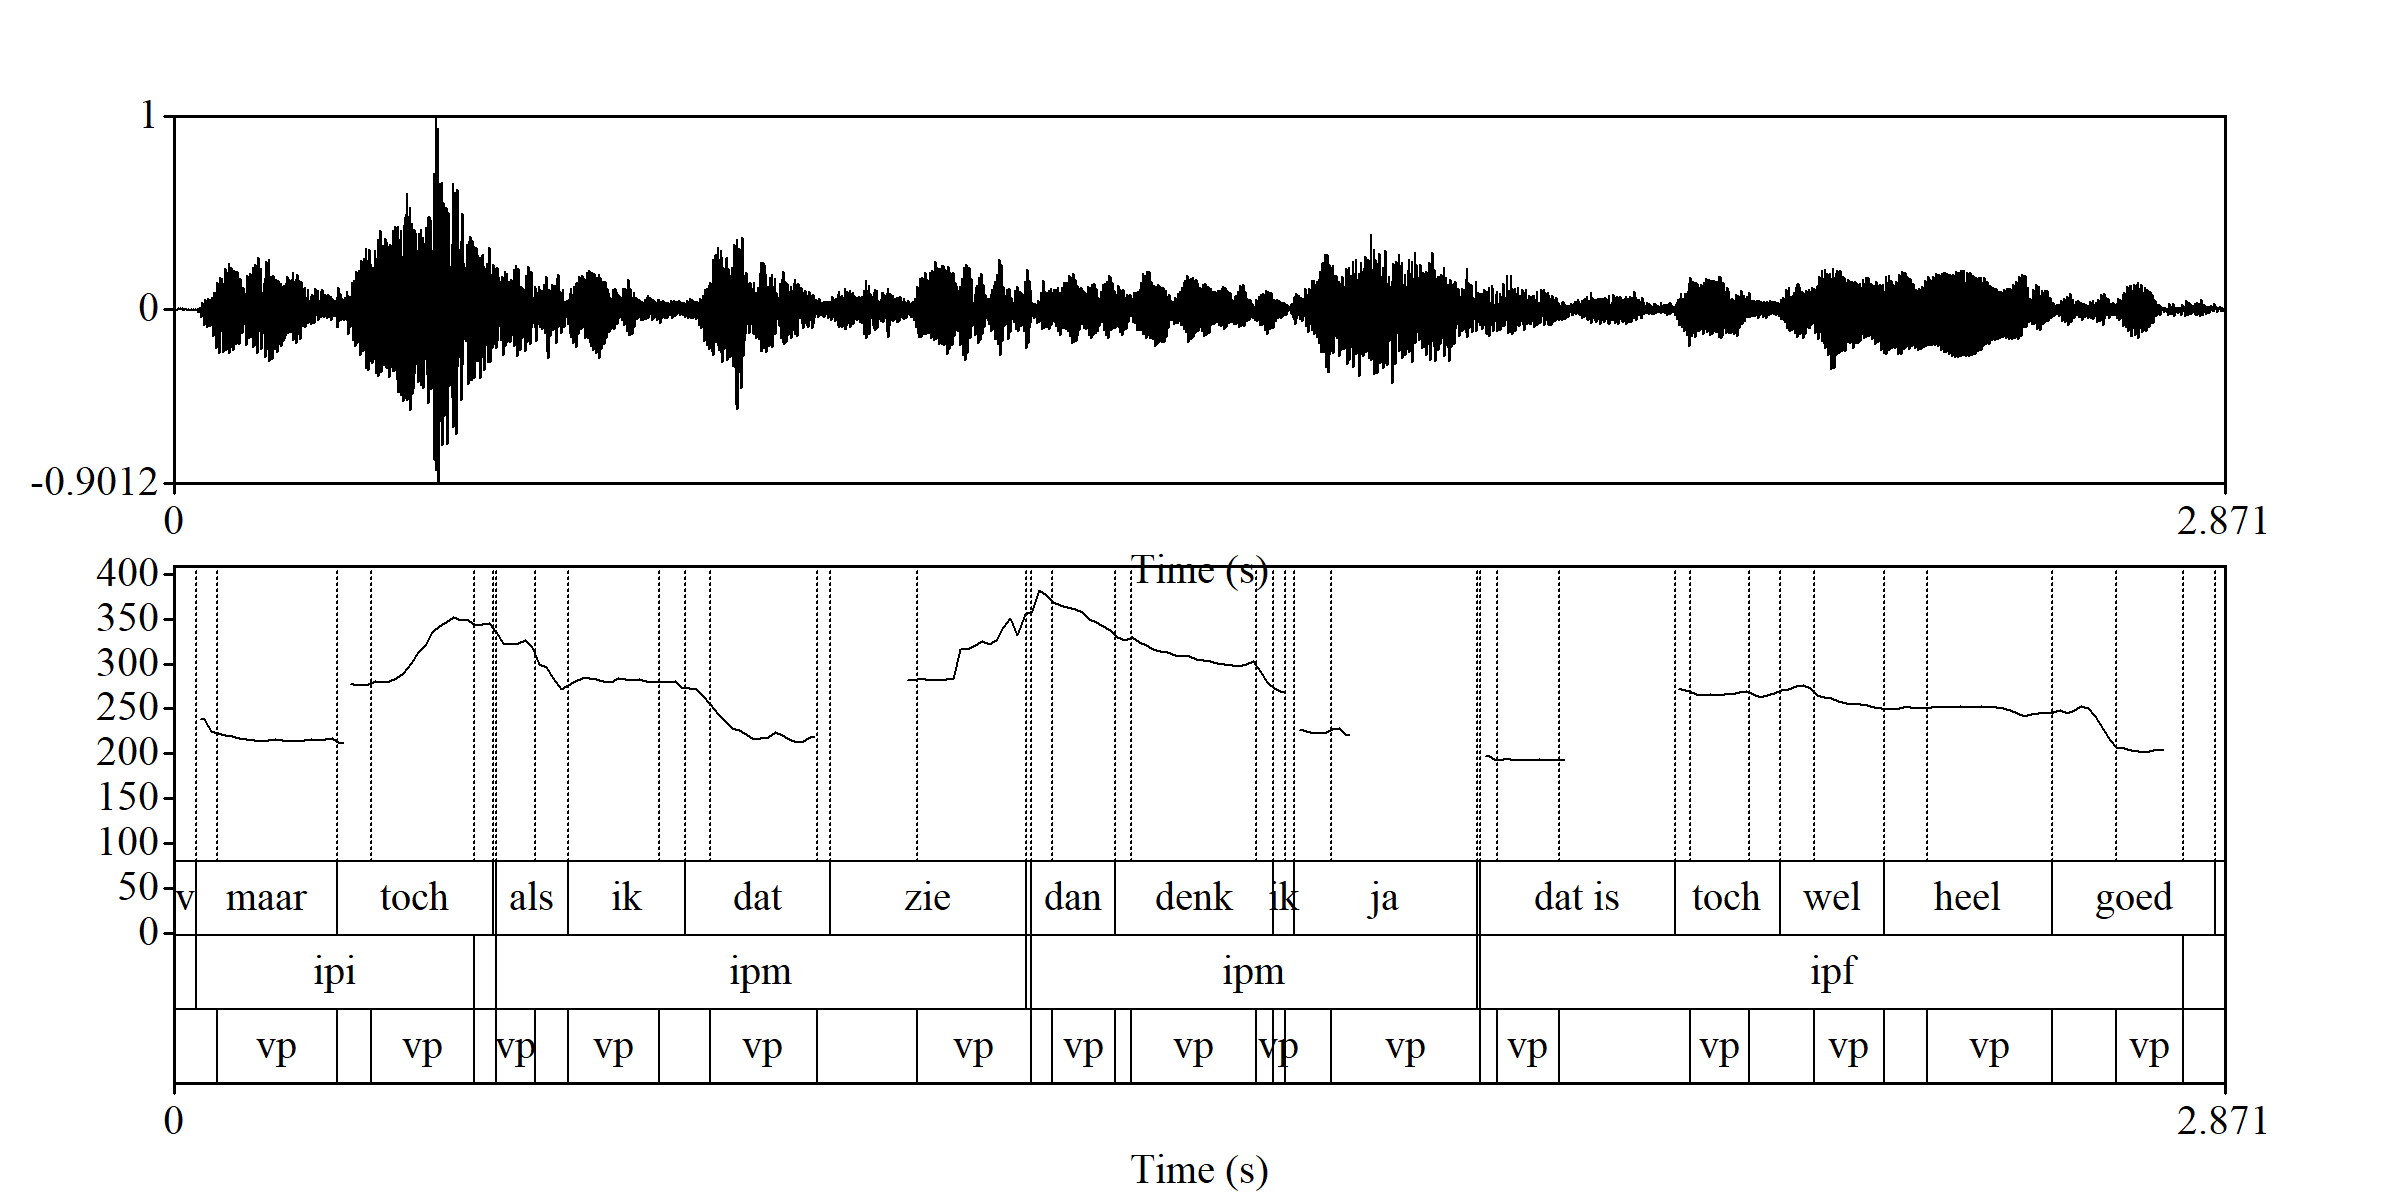 1
0
-0.9012
0 2.871
Time (s)
400
350
300
250
200
150
100
50
0
v maar toch als ik dat zie dan denk ik ja dat is toch wel heel goed
ipi ipm ipm ipf
vp vp vp vp vp vp vp vp vp vp vp vp vp vp vp
0 2.871
Time (s)